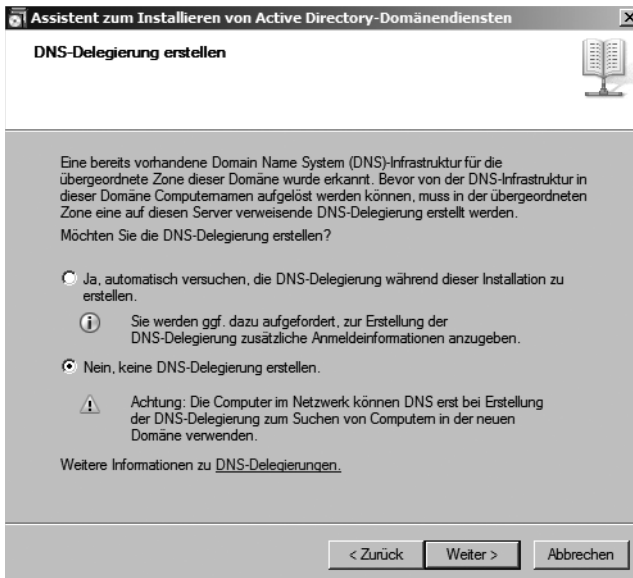 Assistent zum Installieren von Active Directory-Domänendiensten
DNS-Delegierung erstellen
Eine bereits vorhandene Domain Name System (DNS)-Infrastruktur für die
übergeordnete Zone dieser Domäne wurde erkannt. Bevor von der DNS-Infrastruktur in
dieser Domäne Computernamen aufgelöst werden können, muss in der übergeordneten
Zone eine auf diesen Server verweisende DNS-Delegierung erstellt werden.
Möchten Sie die DNS-Delegierung erstellen?
Ja, automatisch versuchen, die DNS-Delegierung während dieser Installation zu
erstellen.
Sie werden ggf. dazu aufgefordert, zur Erstellung der
DNS-Delegierung zusätzliche Anmeldeinformationen anzugeben.
Nein, keine DNS-Delegierung erstellen.
Achtung: Die Computer im Netzwerk können DNS erst bei Erstellung
der DNS-Delegierung zum Suchen von Computern in der neuen
Domäne verwenden.
Weitere Informationen zu DNS-Delegierungen.
< Zurück Weiter > Abbrechen